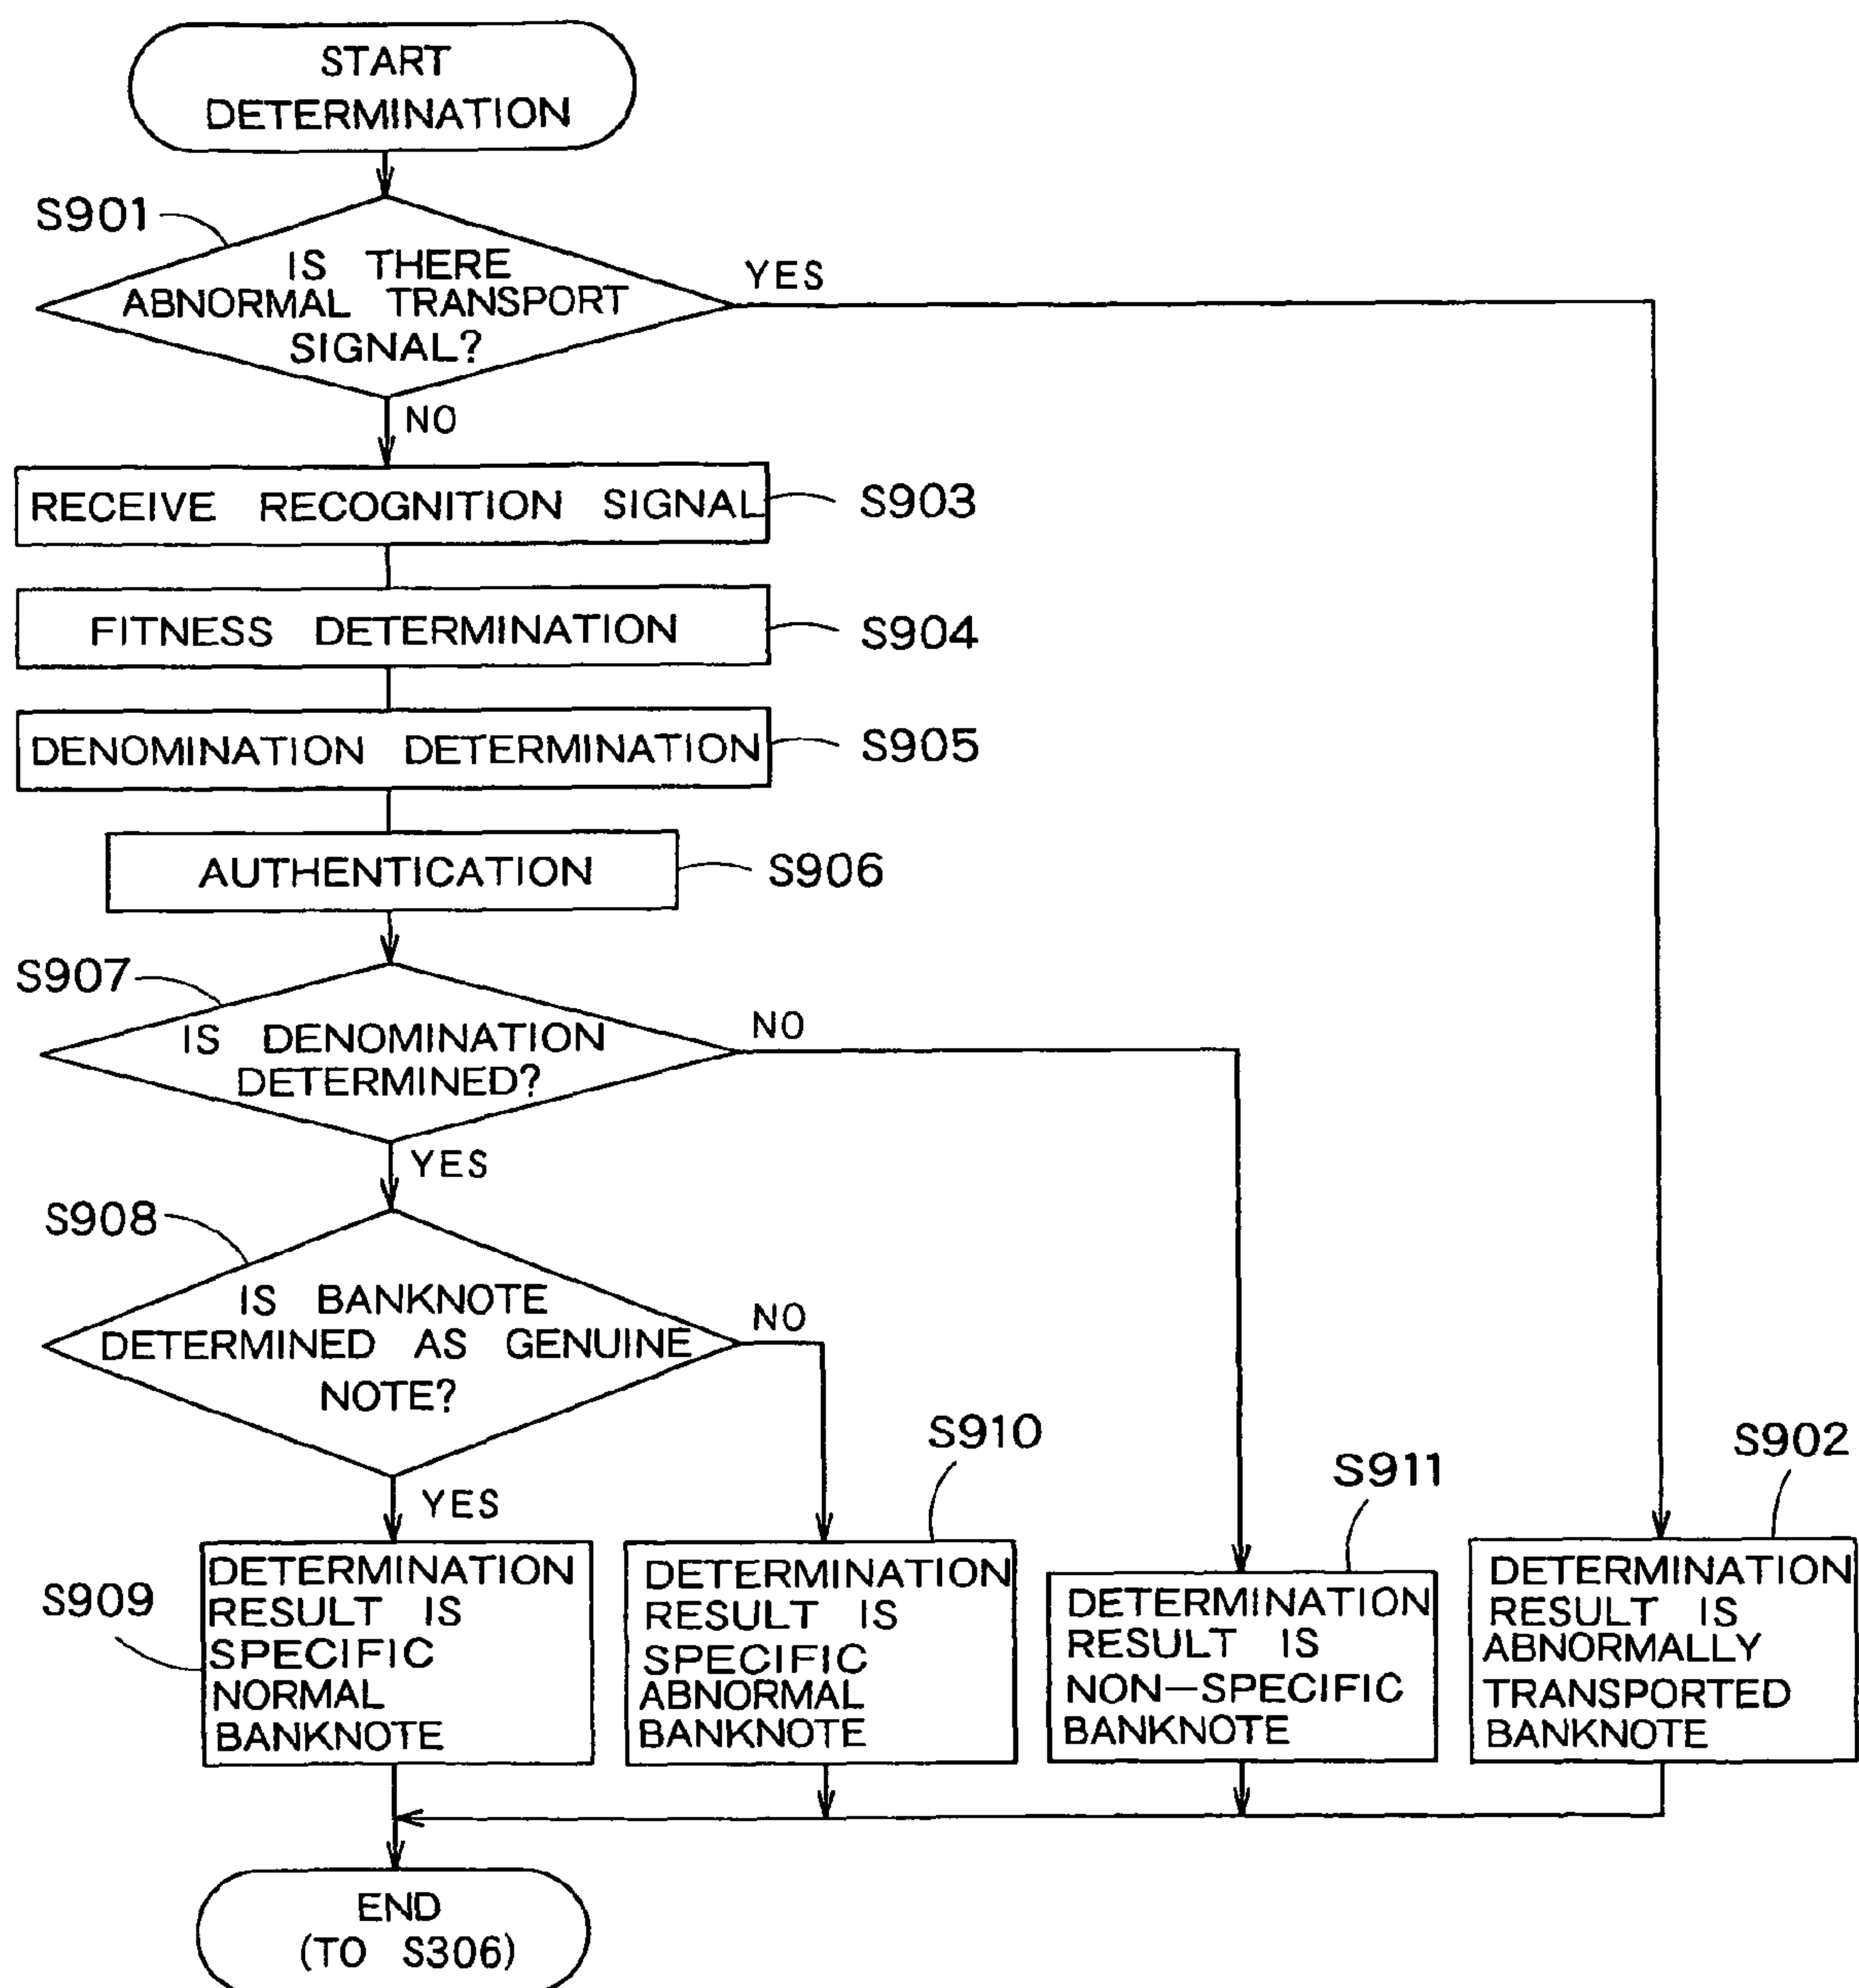 START
DETERMINATION
S901
IS THERE
ABNORMAL TRANSPORT
SIGNAL?
YES
NO
RECEIVE RECOGNITION SIGNAL
S903
FITNESS DETERMINATION
S904
DENOMINATION DETERMINATION
S905
AUTHENTICATION
S906
S907
IS DENOMINATION
DETERMINED?
NO
YES
S908
IS BANKNOTE
DETERMINED AS GENUINE
NOTE?
NO
YES
S909
DETERMINATION
RESULT IS
SPECIFIC
NORMAL
BANKNOTE
S910
DETERMINATION
RESULT IS
SPECIFIC
ABNORMAL
BANKNOTE
S911
DETERMINATION
RESULT IS
NON-SPECIFIC
BANKNOTE
S902
DETERMINATION
RESULT IS
ABNORMALLY
TRANSPORTED
BANKNOTE
END
(TO S306)